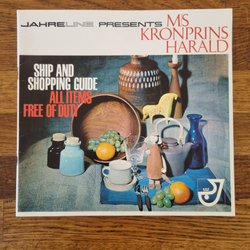 JAHRELINE PRESENTS MS
KRONPRINS
HARALD
SHIP AND
SHOPPING GUIDE
ALL ITEMS
FREE OF DUTY